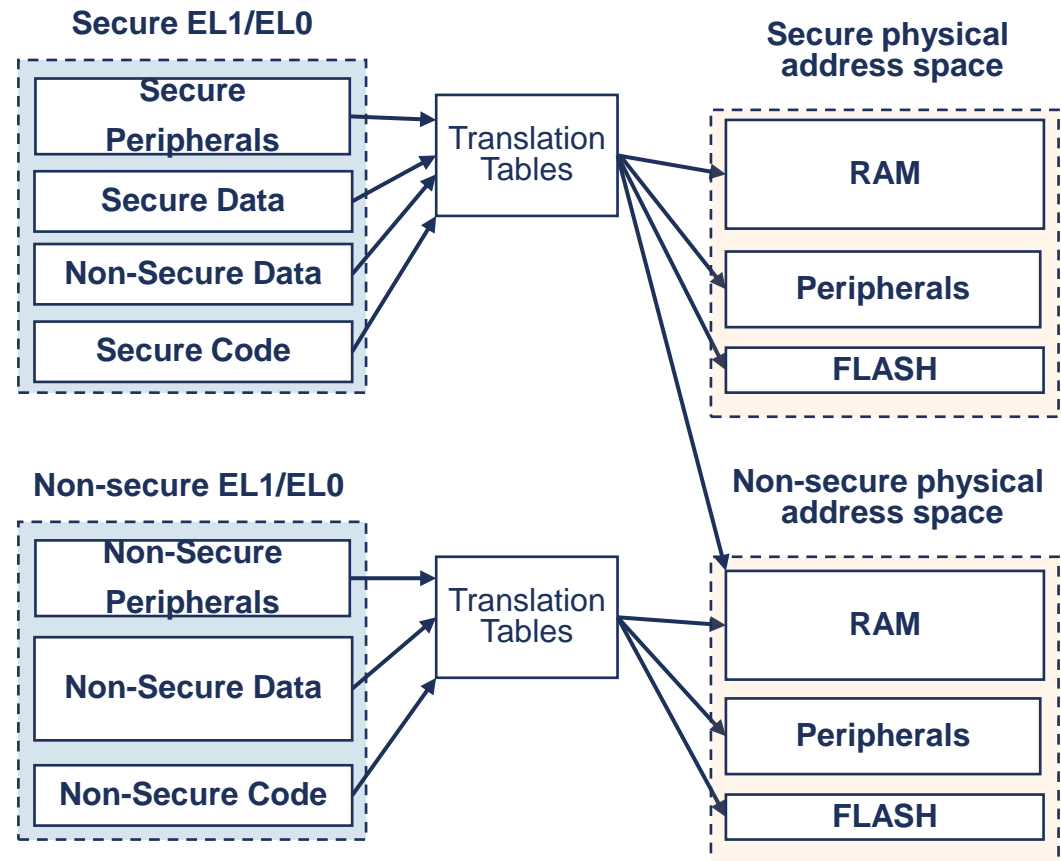 Secure EL1/EL0
Secure
Peripherals
Secure Data
Non-Secure Data
Secure Code
Translation
Tables
Secure physical
address space
RAM
Peripherals
FLASH
Non-secure EL1/EL0
Non-Secure
Peripherals
Non-Secure Data
Non-Secure Code
Translation
Tables
Non-secure physical
address space
RAM
Peripherals
FLASH